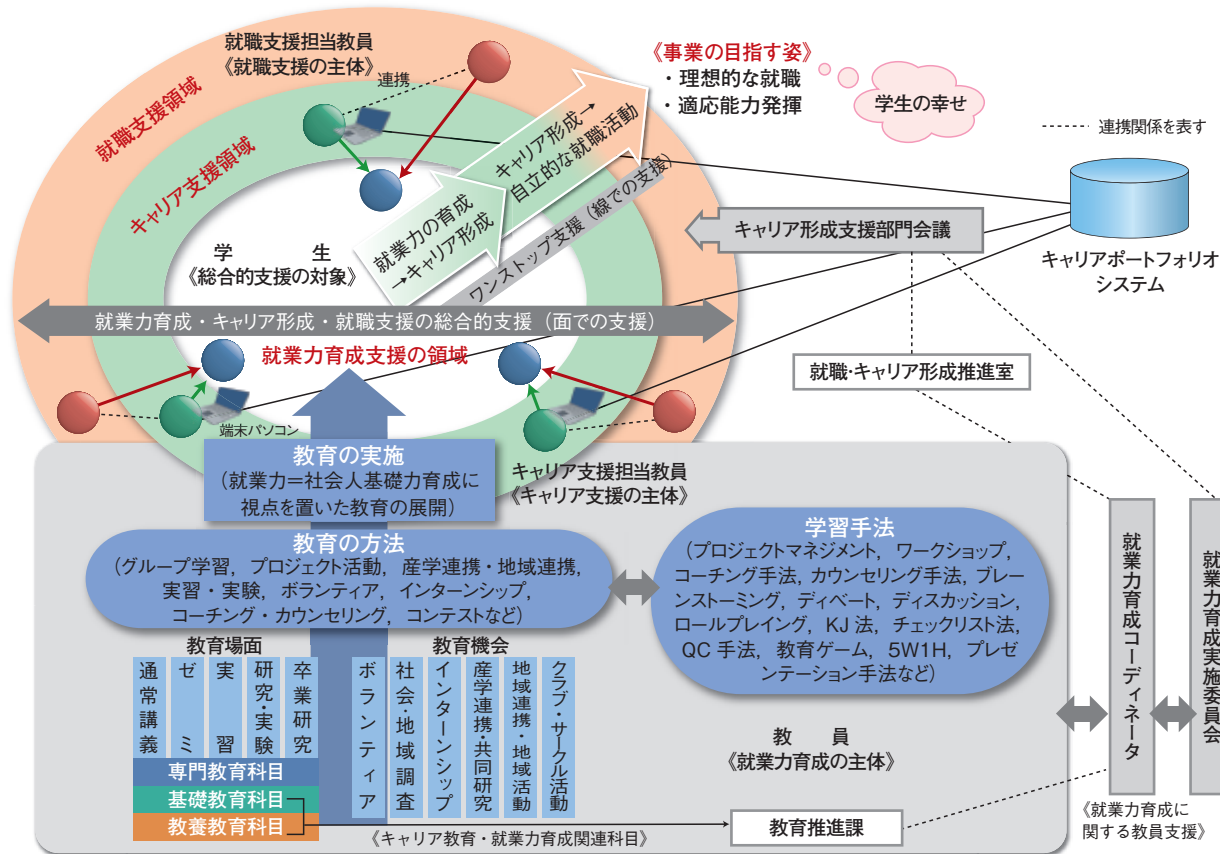 就職支援担当教員
《就職支援の主体》
連携
就職支援領域
キャリア支援領域
《事業の目指す姿》
・理想的な就職
・適応能力発揮
学生の幸せ
連携関係を表す
キャリア形成→
自立的な就職活動
就業力の育成
→キャリア形成
ワンストップ支援（線での支援）
学　生
《総合的支援の対象》
キャリア形成支援部門会議
キャリアポートフォリオ
システム
就業力育成・キャリア形成・就職支援の総合的支援（面での支援）
就業力育成支援の領域
就職・キャリア形成推進室
端末パソコン
教育の実施
（就業力＝社会人基礎力育成に
視点を置いた教育の展開）
キャリア支援担当教員
《キャリア支援の主体》
教育の方法
（グループ学習，プロジェクト活動，産学連携・地域連携，
実習・実験，ボランティア，インターンシップ，
コーチング・カウンセリング，コンテストなど）
学習手法
（プロジェクトマネジメント，ワークショップ，
コーチング手法，カウンセリング手法，ブレー
ンストーミング，ディベート，ディスカッション，
ロールプレイング，KJ 法，チェックリスト法，
QC 手法，教育ゲーム，5W1H，プレゼ
ンテーション手法など）
教育場面
通常講義
ゼミ
実習
研究・実験
卒業研究
専門教育科目
基礎教育科目
教養教育科目
教育機会
ボランティア
社会・地域調査
インターンシップ
産学連携・共同研究
地域連携・地域活動
クラブ・サークル活動
《キャリア教育・就業力育成関連科目》
教　員
《就業力育成の主体》
教育推進課
就業力育成コーディネータ
就業力育成実施委員会
《就業力育成に
関する教員支援》